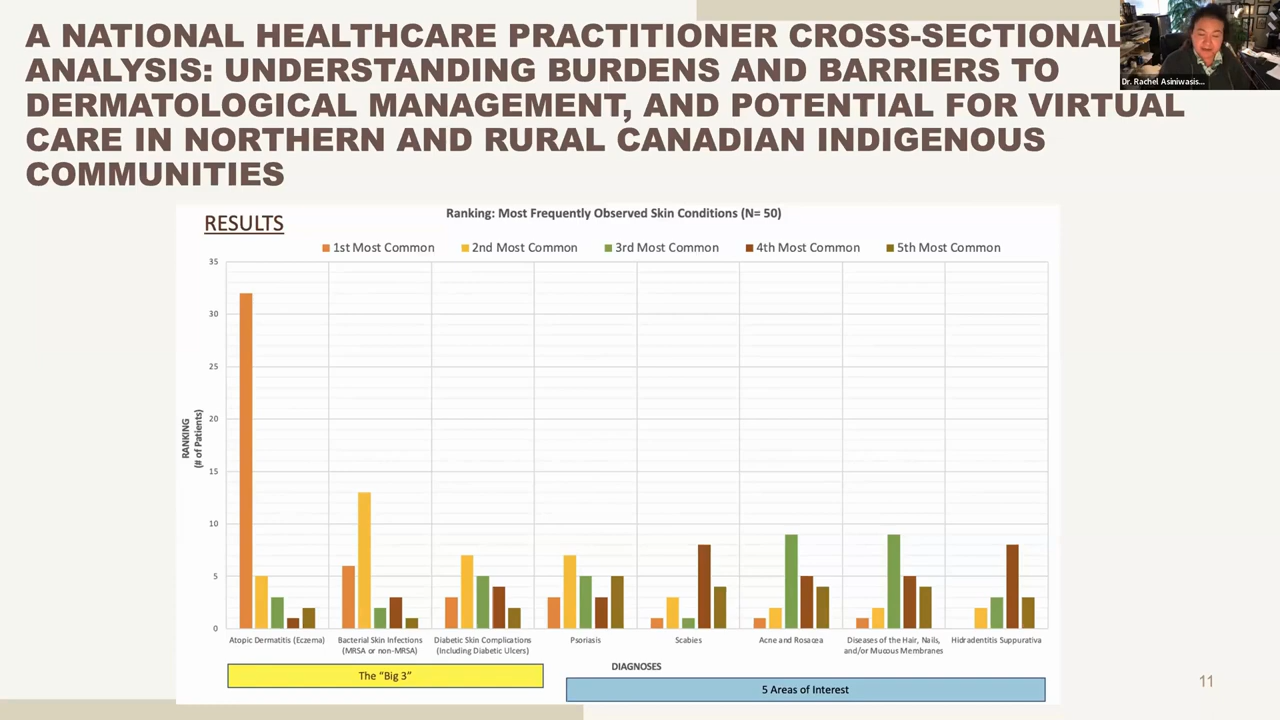 A NATIONAL HEALTHCARE PRACTITIONER CROSS-SECTIONAL
ANALYSIS: UNDERSTANDING BURDENS AND BARRIERS TO
DERMATOLOGICAL MANAGEMENT, AND POTENTIAL FOR VIRTUAL
CARE IN NORTHERN AND RURAL CANADIAN INDIGENOUS
COMMUNITIES
Dr. Rachel Asiniwasis...
RESULTS
Ranking: Most Frequently Observed Skin Conditions (N= 50)
1st Most Common 2nd Most Common 3rd Most Common 4th Most Common 5th Most Common
RANKING
(# of Patients)
35
30
25
20
15
10
5
0
Atopic Dermatitis (Eczema)
Bacterial Skin Infections
(MRSA or non-MRSA)
Diabetic Skin Complications
(Including Diabetic Ulcers)
Psoriasis
Scabies
Acne and Rosacea
Diseases of the Hair, Nails,
and/or Mucous Membranes
Hidradentitis Suppurativa
DIAGNOSES
The "Big 3"
5 Areas of Interest
11